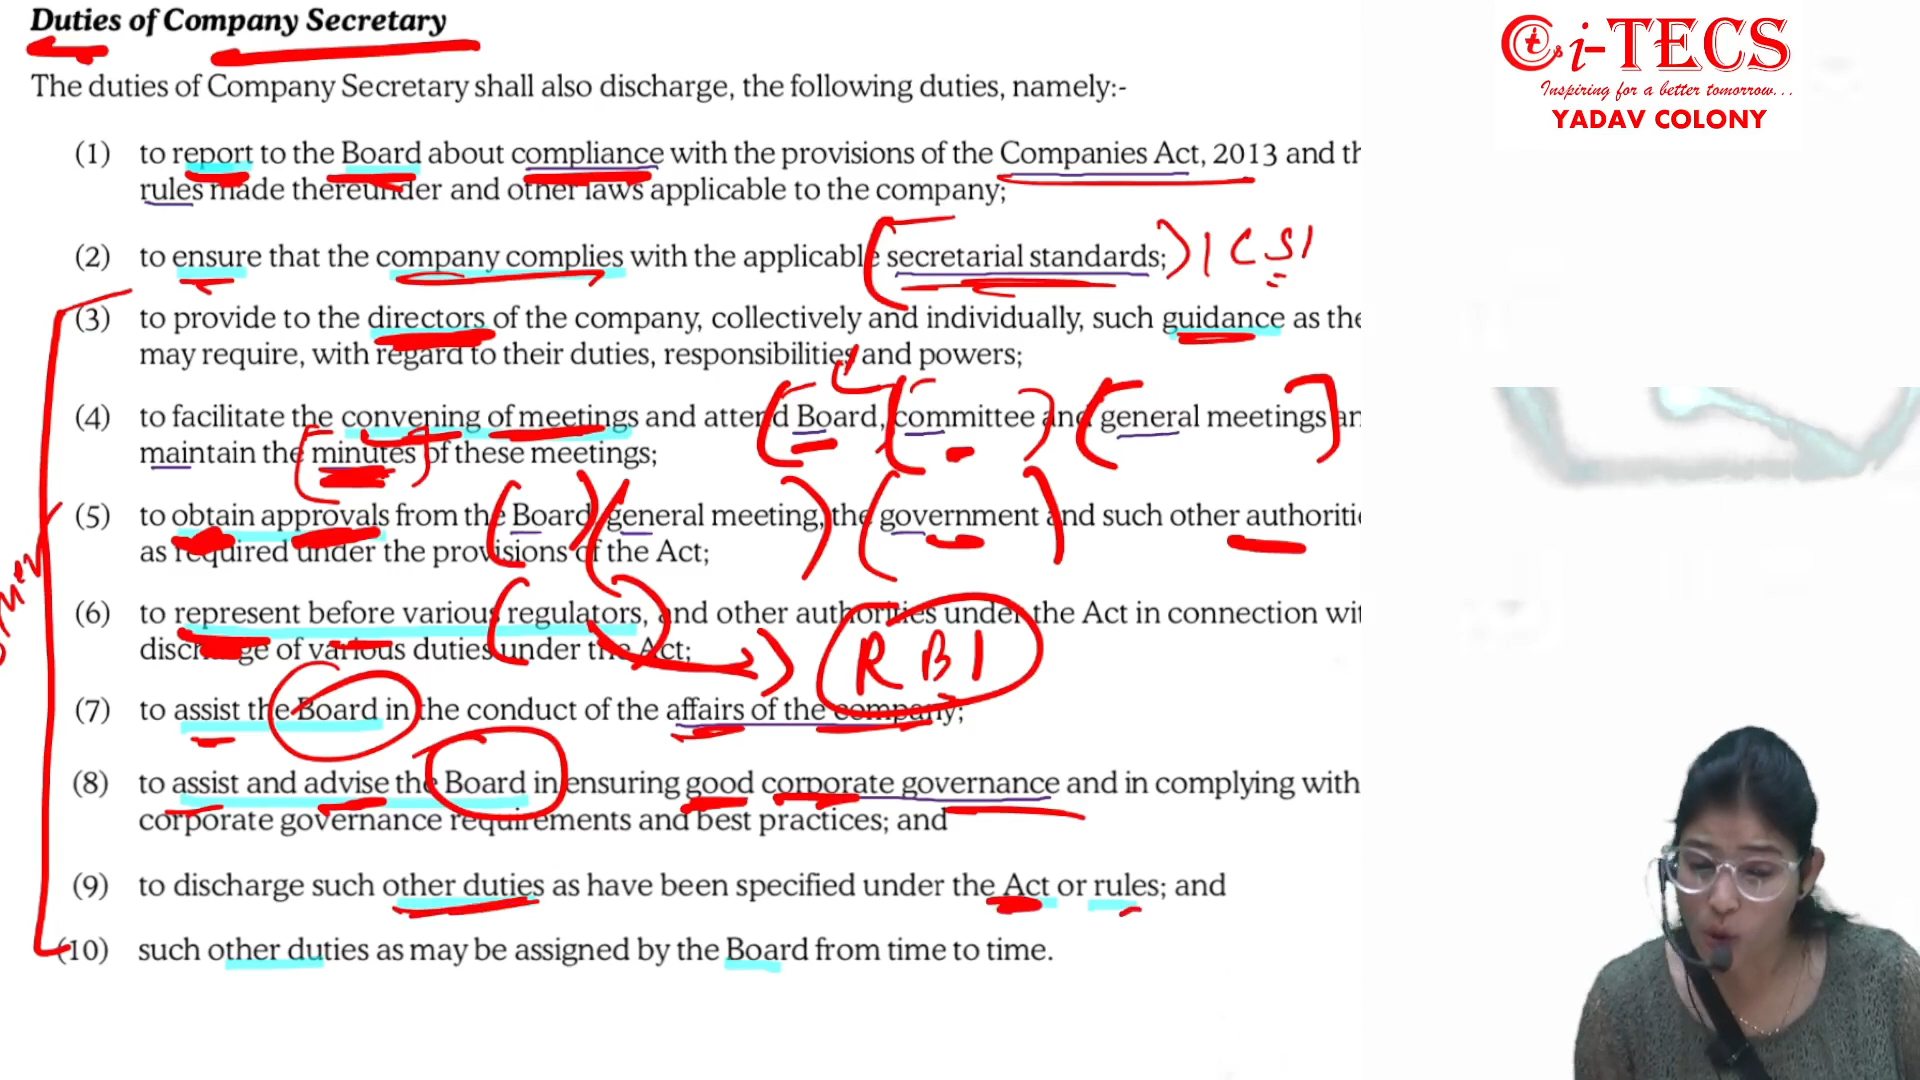 Duties of Company Secretary
The duties of Company Secretary shall also discharge, the following duties, namely:-
(1) to report to the Board about compliance with the provisions of the Companies Act, 2013 and th
rules made thereunder and other laws applicable to the company;
(2) to ensure that the company complies with the applicable secretarial standards; ICSI
(3) to provide to the directors of the company, collectively and individually, such guidance as the
may require, with regard to their duties, responsibilities and powers;
(4) to facilitate the convening of meetings and attend Board, committee and general meetings an
maintain the minutes of these meetings;
(5) to obtain approvals from the Board, general meeting, the government and such other authoriti
as required under the provisions of the Act;
(6) to represent before various regulators, and other authorities under the Act in connection wit
discharge of various duties under the Act;
RBI
(7) to assist the Board in the conduct of the affairs of the company;
(8) to assist and advise the Board in ensuring good corporate governance and in complying with
corporate governance requirements and best practices; and
(9) to discharge such other duties as have been specified under the Act or rules; and
(10) such other duties as may be assigned by the Board from time to time.
i-TECS
Inspiring for a better tomorrow...
YADAV COLONY